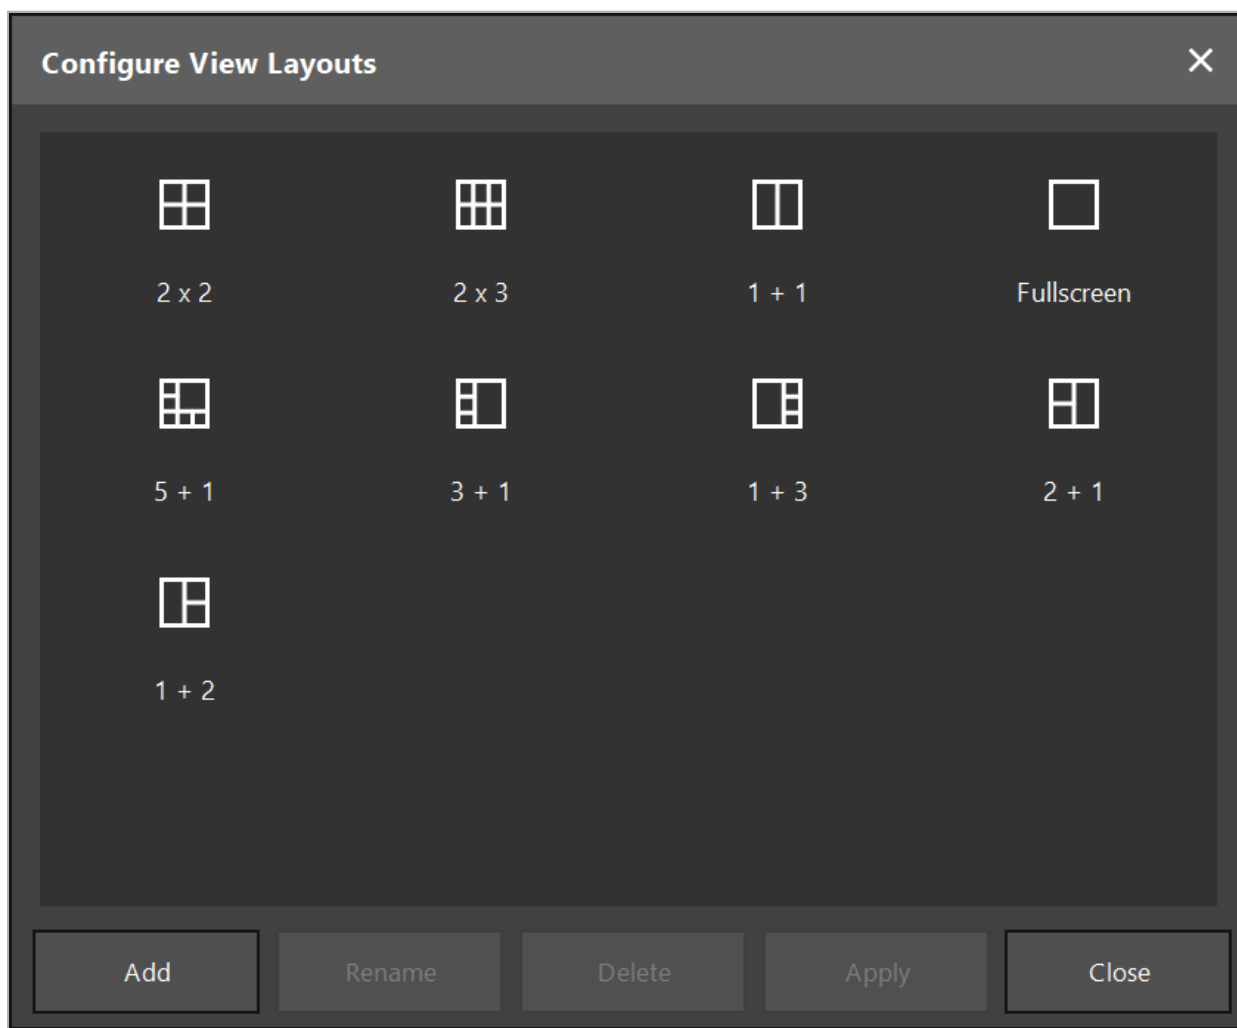 Configure View Layouts
2 x 2
2 x 3
1 + 1
Fullscreen
5 + 1
3 + 1
1 + 3
2 + 1
1 + 2
Add
Rename
Delete
Apply
Close